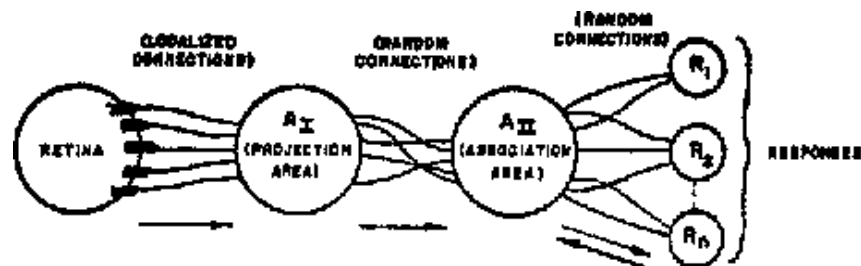 (LOCALIZED
CONNECTIONS)
(RANDOM
CONNECTIONS)
(RANDOM
CONNECTIONS)
RETINA
A I
(PROJECTION
AREA)
A II
(ASSOCIATION
AREA)
R1
R2
Rn
RESPONSES